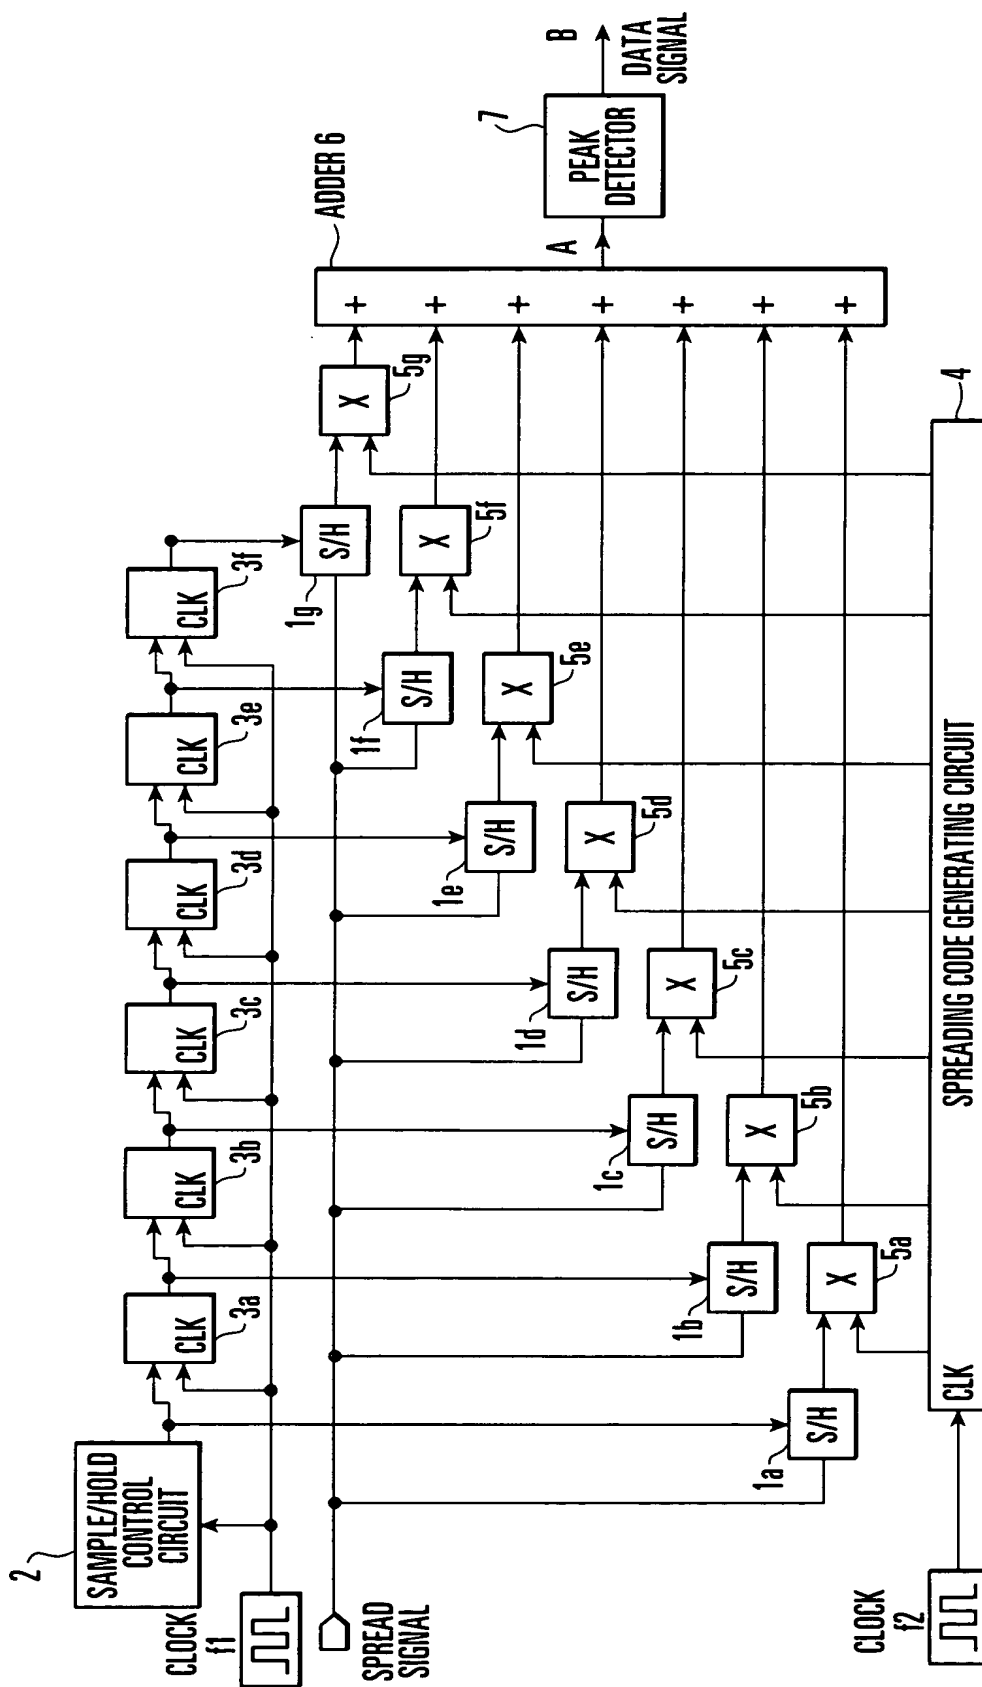 2
SAMPLE/HOLD
CONTROL
CIRCUIT
CLOCK
f1
SPREAD
SIGNAL
CLK
3a
CLK
3b
CLK
3c
CLK
3d
CLK
3e
CLK
3f
S/H
1a
S/H
1b
S/H
1c
S/H
1d
S/H
1e
S/H
1f
S/H
1g
X
5a
X
5b
X
5c
X
5d
X
5e
X
5f
X
5g
ADDER 6
+
+
+
+
+
+
+
A
7
PEAK
DETECTOR
B
DATA
SIGNAL
CLOCK
f2
CLK
SPREADING CODE GENERATING CIRCUIT
4